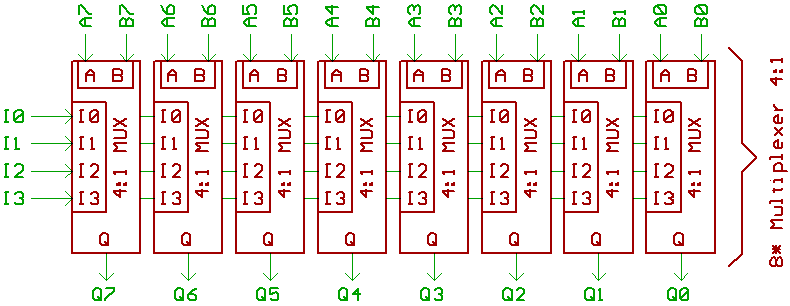 A7 B7 A6 B6 A5 B5 A4 B4 A3 B3 A2 B2 A1 B1 A0 B0
A B A B A B A B A B A B A B A B
I0 I0 I0 I0 I0 I0 I0 I0 I0
I1 I1 I1 I1 I1 I1 I1 I1 I1
I2 I2 I2 I2 I2 I2 I2 I2 I2
I3 I3 I3 I3 I3 I3 I3 I3 I3
4:1 MUX 4:1 MUX 4:1 MUX 4:1 MUX 4:1 MUX 4:1 MUX 4:1 MUX 4:1 MUX
Q Q Q Q Q Q Q Q
Q7 Q6 Q5 Q4 Q3 Q2 Q1 Q0
8* Multiplexer 4:1